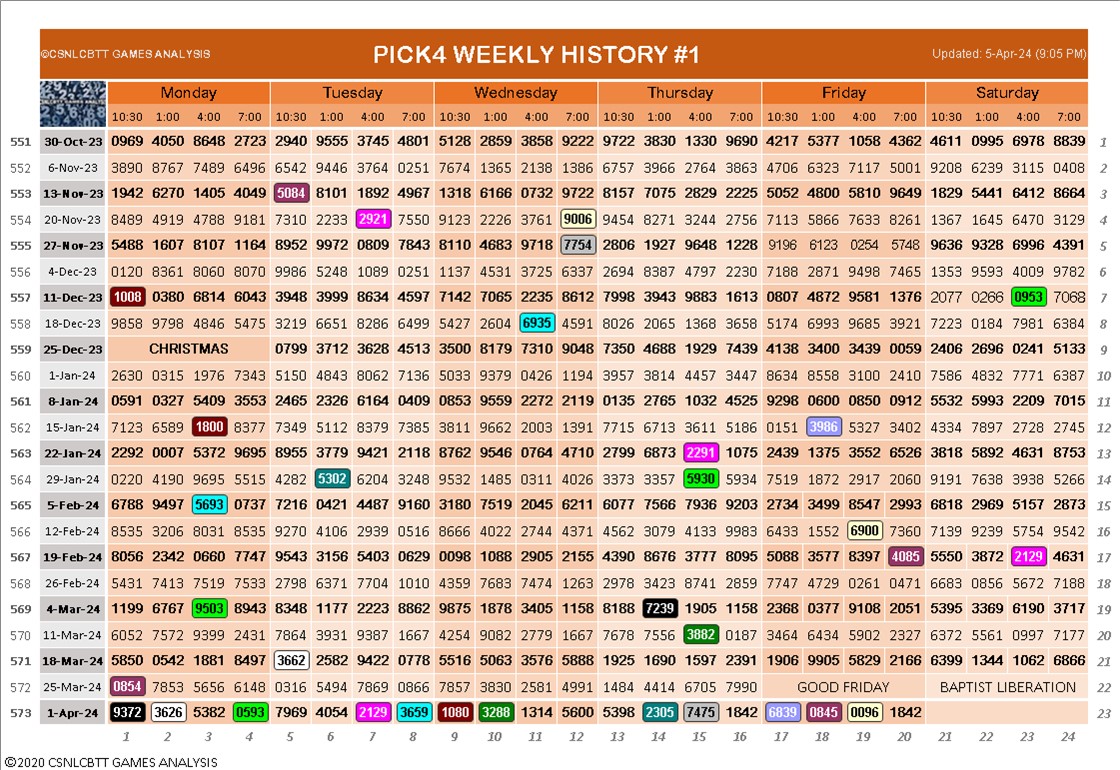 ©CSNLCBTT GAMES ANALYSIS PICK4 WEEKLY HISTORY #1 Updated: 5-Apr-24 (9:05 PM)
Monday Tuesday Wednesday Thursday Friday Saturday
10:30 1:00 4:00 7:00 10:30 1:00 4:00 7:00 10:30 1:00 4:00 7:00 10:30 1:00 4:00 7:00 10:30 1:00 4:00 7:00 10:30 1:00 4:00 7:00
551 30-Oct-23 0969 4050 8648 2723 2940 9555 3745 4801 5128 2859 3858 9222 9722 3830 1330 9690 4217 5377 1058 4362 4611 0995 6978 8839 1
552 6-Nov-23 3890 8767 7489 6496 6542 9446 3764 0251 7674 1365 2138 1386 6757 3966 2764 3863 4706 6323 7117 5001 9208 6239 3115 0408 2
553 13-Nov-23 1942 6270 1405 4049 5084 8101 1892 4967 1318 6166 0732 9722 8157 7075 2829 2225 5052 4800 5810 9649 1829 5441 6412 8664 3
554 20-Nov-23 8489 4919 4788 9181 7310 2233 2921 7550 9123 2226 3761 9006 9454 8271 3244 2756 7113 5066 7633 8261 1367 1645 6470 3129 4
555 27-Nov-23 5488 1607 8107 1164 8952 9972 0809 7843 8110 4683 9718 7754 2806 1927 9648 1228 9196 6123 0254 5748 9636 9328 6996 4391 5
556 4-Dec-23 0120 8361 8060 8070 9986 5248 1089 0251 1137 4531 3725 6337 2694 8387 4797 2230 7188 2871 9498 7465 1353 9593 4009 9782 6
557 11-Dec-23 1008 0380 6814 6043 3948 3999 8634 4597 7142 7065 2235 8612 7998 3943 9883 1613 0807 4872 9581 1376 2077 0266 0953 7068 7
558 18-Dec-23 9858 9798 4846 5475 3219 6651 8286 6499 5427 2604 6935 4591 8026 2065 1368 3658 5174 6993 9685 3921 7223 0184 7981 6384 8
559 25-Dec-23 CHRISTMAS 0799 3712 3628 4513 3500 8179 7310 9048 7350 4688 1929 7439 4138 3400 3439 0059 2406 2696 0241 5133 9
560 1-Jan-24 2630 0315 1976 7343 5150 4843 8062 7136 5033 9379 0426 1194 3957 3814 4457 3447 8634 8558 3100 2410 7586 4832 7771 6387 10
561 8-Jan-24 0591 0327 5409 3553 2465 2326 6164 0409 0853 9559 2272 2119 0135 2765 1032 4525 9298 0600 0850 0912 5532 5993 2209 7015 11
562 15-Jan-24 7123 6589 1800 8377 7349 5112 8379 7385 3811 9662 2003 1391 7715 6713 3611 5186 0151 3986 5327 3402 4334 7897 2728 2745 12
563 22-Jan-24 2292 0007 5372 9695 8955 3779 9421 2118 8762 9546 0764 4710 2799 6873 2291 1075 2439 1375 3552 6526 3818 5892 4631 8753 13
564 29-Jan-24 0220 4190 9695 5515 4282 5302 6204 3248 9532 1485 0311 4026 3373 3357 5930 5934 7519 1872 2917 2060 9191 7638 3938 5266 14
565 5-Feb-24 6788 9497 5693 0737 7216 0421 4487 9160 3180 7519 2045 6211 6077 7566 7936 9203 2734 3499 8547 2993 6818 2969 5157 2873 15
566 12-Feb-24 8535 3206 8031 8535 9270 4106 2939 0516 8666 4022 2744 4371 4562 3079 4133 9983 6433 1552 6900 7360 7139 9239 5754 9542 16
567 19-Feb-24 8056 2342 0660 7747 9543 3156 5403 0629 0098 1088 2905 2155 4390 8676 3777 8095 5088 3577 8397 4085 5550 3872 2129 4631 17
568 26-Feb-24 5431 7413 7519 7533 2798 6371 7704 1010 4359 7683 7474 1263 2978 3423 8741 2859 7747 4729 0261 0471 6683 0856 5672 7188 18
569 4-Mar-24 1199 6767 9503 8943 8348 1177 2223 8862 9875 1878 3405 1158 8188 7239 1905 1158 2368 0377 9108 2051 5395 3369 6190 3717 19
570 11-Mar-24 6052 7572 9399 2431 7864 3931 9387 1667 4254 9082 2779 1667 7678 7556 3882 0187 3464 6434 5902 2327 6372 5561 0997 7177 20
571 18-Mar-24 5850 0542 1881 8497 3662 2582 9422 0778 5516 5063 3576 5888 1925 1690 1597 2391 1906 9905 5829 2166 6399 1344 1062 6866 21
572 25-Mar-24 0854 7853 5656 6148 0316 5494 7869 0866 7857 3830 2581 4991 1484 4414 6705 7990 GOOD FRIDAY BAPTIST LIBERATION 22
573 1-Apr-24 9372 3626 5382 0593 7969 4054 2129 3659 1080 3288 1314 5600 5398 2305 7475 1842 6839 0845 0096 1842 23
1 2 3 4 5 6 7 8 9 10 11 12 13 14 15 16 17 18 19 20 21 22 23 24
©2020 CSNLCBTT GAMES ANALYSIS